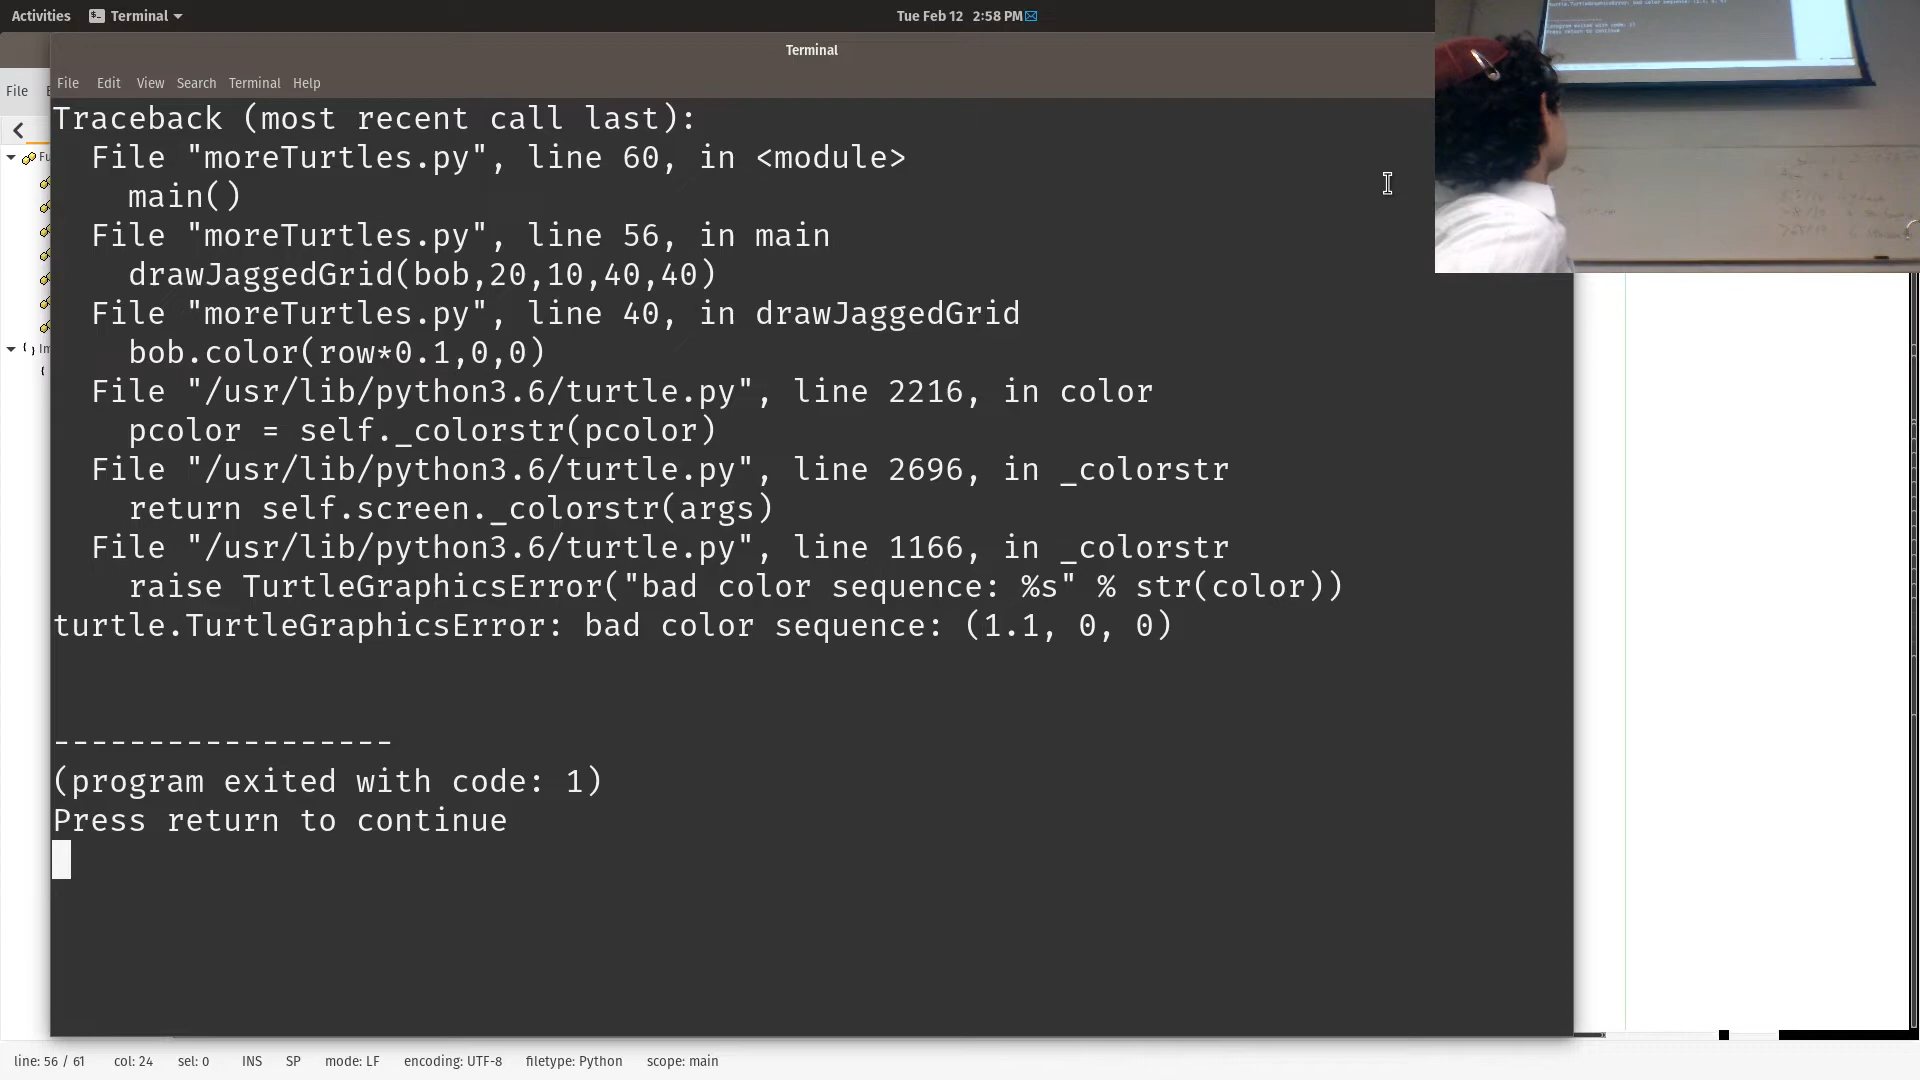 Activities Terminal Tue Feb 12 2:58 PM
Terminal
File Edit View Search Terminal Help
File
Traceback (most recent call last):
File "moreTurtles.py", line 60, in <module>
main()
File "moreTurtles.py", line 56, in main
drawJaggedGrid(bob,20,10,40,40)
File "moreTurtles.py", line 40, in drawJaggedGrid
bob.color(row*0.1,0,0)
File "/usr/lib/python3.6/turtle.py", line 2216, in color
pcolor = self._colorstr(pcolor)
File "/usr/lib/python3.6/turtle.py", line 2696, in _colorstr
return self.screen._colorstr(args)
File "/usr/lib/python3.6/turtle.py", line 1166, in _colorstr
raise TurtleGraphicsError("bad color sequence: %s" % str(color))
turtle.TurtleGraphicsError: bad color sequence: (1.1, 0, 0)
------------------
(program exited with code: 1)
Press return to continue
line: 56 / 61 col: 24 sel: 0 INS SP mode: LF encoding: UTF-8 filetype: Python scope: main